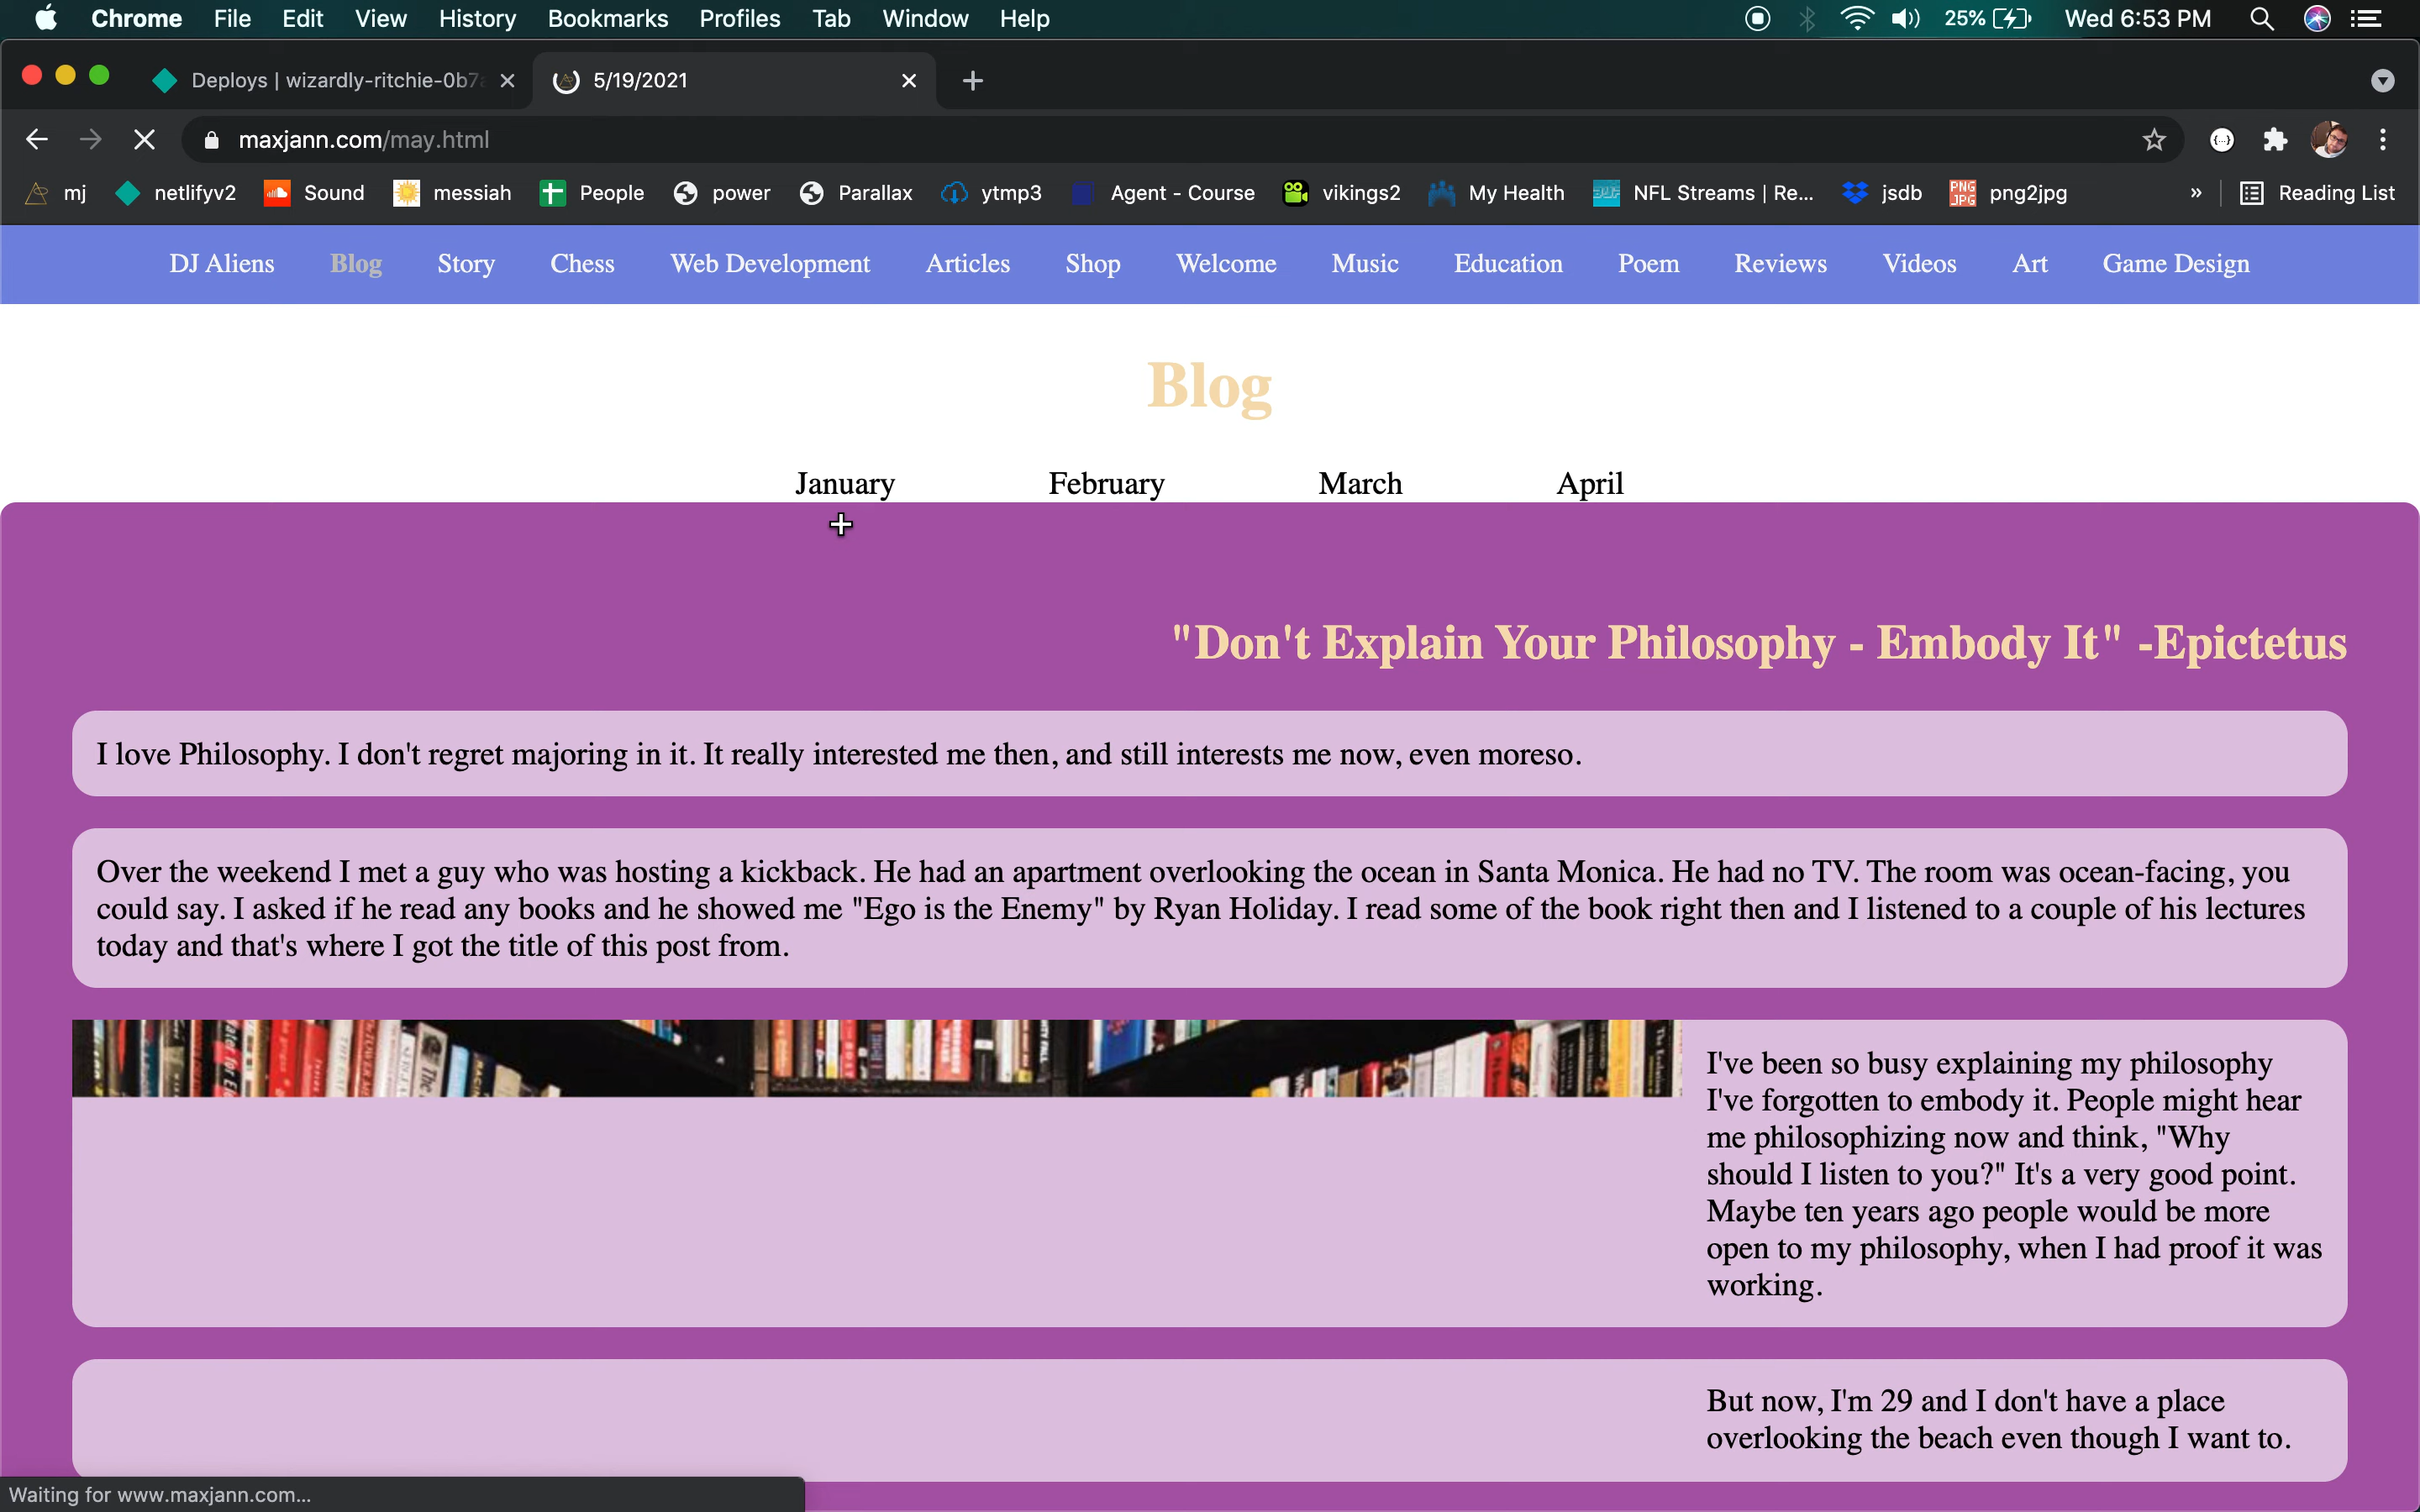 Chrome File Edit View History Bookmarks Profiles Tab Window Help 25% Wed 6:53 PM
Deploys | wizardly-ritchie-0b7 5/19/2021
maxjann.com/may.html
mj netlifyv2 Sound messiah People power Parallax ytmp3 Agent - Course vikings2 My Health NFL Streams | Re... jsdb PNG JPG png2jpg » Reading List
DJ Aliens Blog Story Chess Web Development Articles Shop Welcome Music Education Poem Reviews Videos Art Game Design
Blog
January February March April
"Don't Explain Your Philosophy - Embody It" -Epictetus
I love Philosophy. I don't regret majoring in it. It really interested me then, and still interests me now, even moreso.
Over the weekend I met a guy who was hosting a kickback. He had an apartment overlooking the ocean in Santa Monica. He had no TV. The room was ocean-facing, you
could say. I asked if he read any books and he showed me "Ego is the Enemy" by Ryan Holiday. I read some of the book right then and I listened to a couple of his lectures
today and that's where I got the title of this post from.
I've been so busy explaining my philosophy
I've forgotten to embody it. People might hear
me philosophizing now and think, "Why
should I listen to you?" It's a very good point.
Maybe ten years ago people would be more
open to my philosophy, when I had proof it was
working.
But now, I'm 29 and I don't have a place
overlooking the beach even though I want to.
Waiting for www.maxjann.com...